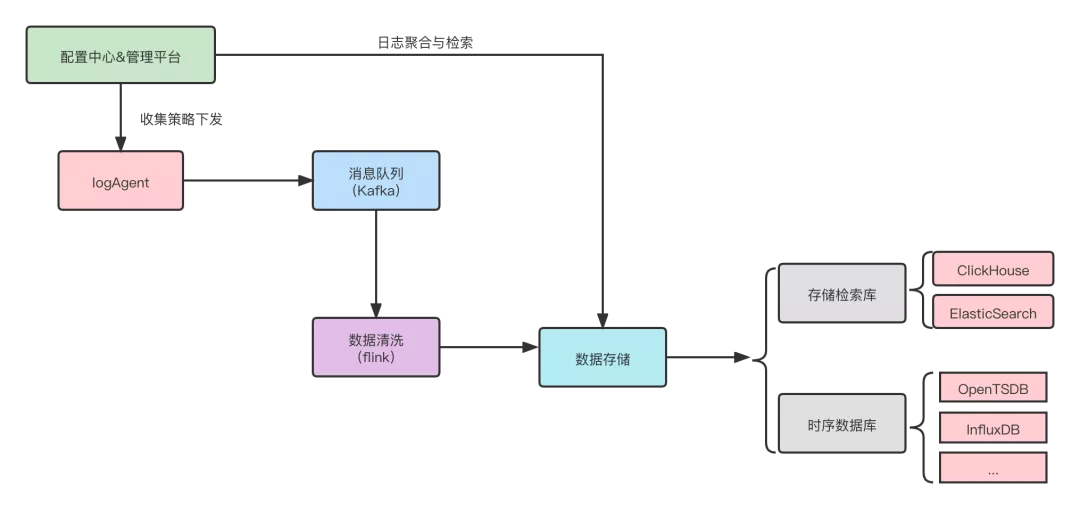 日志聚合与检索
配置中心&管理平台
收集策略下发
logAgent
消息队列
（Kafka）
数据清洗
（flink）
数据存储
存储检索库
ClickHouse
ElasticSearch
时序数据库
OpenTSDB
InfluxDB
...